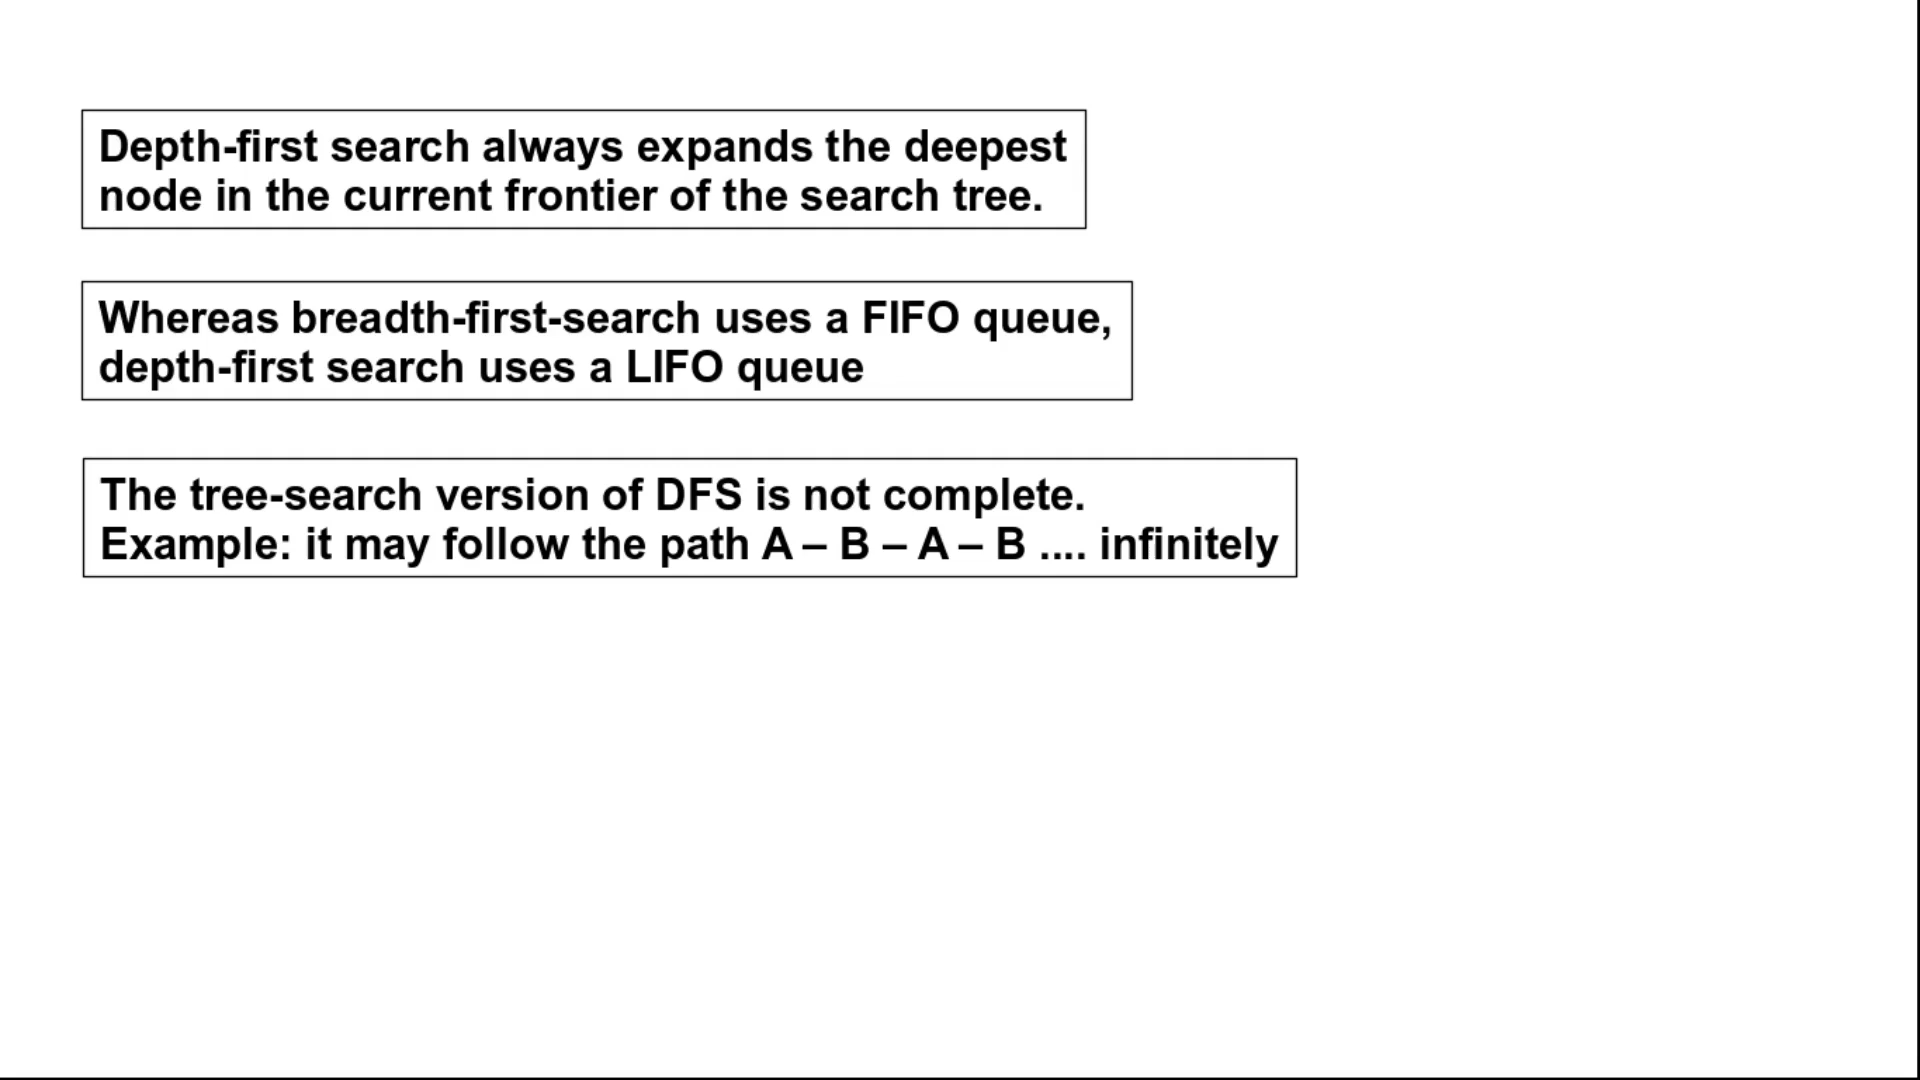 Depth-first search always expands the deepest
node in the current frontier of the search tree.
Whereas breadth-first-search uses a FIFO queue,
depth-first search uses a LIFO queue
The tree-search version of DFS is not complete.
Example: it may follow the path A – B – A – B .... infinitely